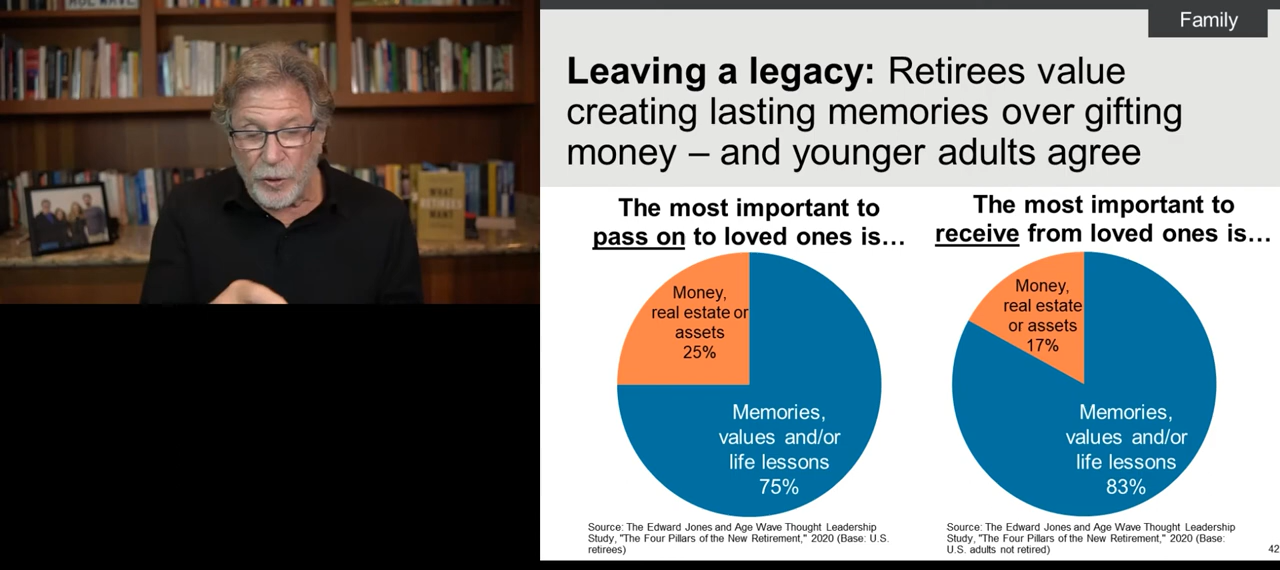 AGE WAVE
WHAT
RETIREES
WANT
Family
Leaving a legacy: Retirees value
creating lasting memories over gifting
money – and younger adults agree
The most important to
pass on to loved ones is…
Money,
real estate or
assets
25%
Memories,
values and/or
life lessons
75%
Source: The Edward Jones and Age Wave Thought Leadership
Study, "The Four Pillars of the New Retirement," 2020 (Base: U.S.
retirees)
The most important to
receive from loved ones is…
Money,
real estate
or assets
17%
Memories,
values and/or
life lessons
83%
Source: The Edward Jones and Age Wave Thought Leadership
Study, "The Four Pillars of the New Retirement," 2020 (Base:
U.S. adults not retired)
42